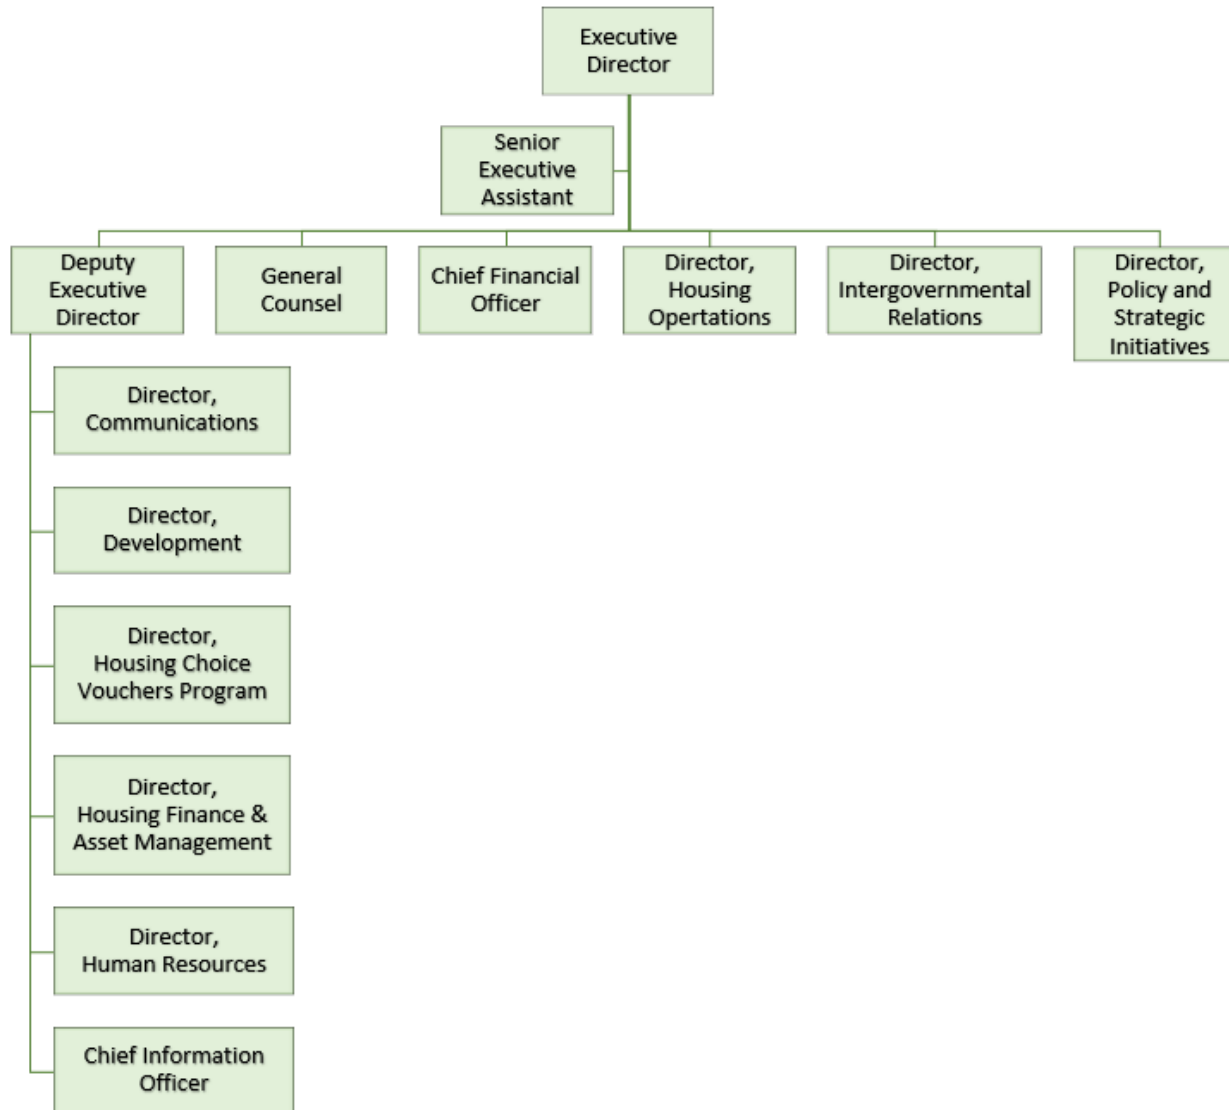 Executive
Director
Senior
Executive
Assistant
Deputy
Executive
Director
General
Counsel
Chief Financial
Officer
Director,
Housing
Opertations
Director,
Intergovernmental
Relations
Director,
Policy and
Strategic
Initiatives
Director,
Communications
Director,
Development
Director,
Housing Choice
Vouchers Program
Director,
Housing Finance &
Asset Management
Director,
Human Resources
Chief Information
Officer